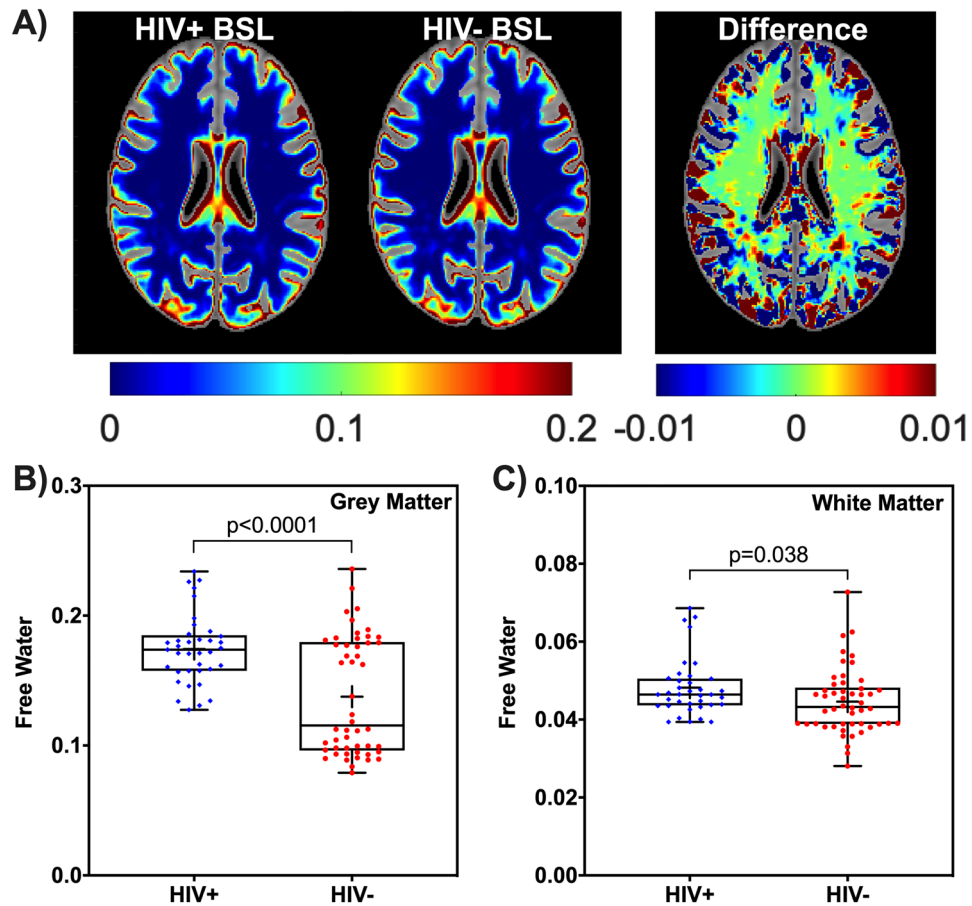 A)
HIV+ BSL HIV- BSL Difference
0 0.1 0.2 -0.01 0 0.01
B)
Grey Matter
p<0.0001
Free Water
0.3
0.2
0.1
0.0
HIV+ HIV-
C)
White Matter
p=0.038
Free Water
0.10
0.08
0.06
0.04
0.02
0.00
HIV+ HIV-